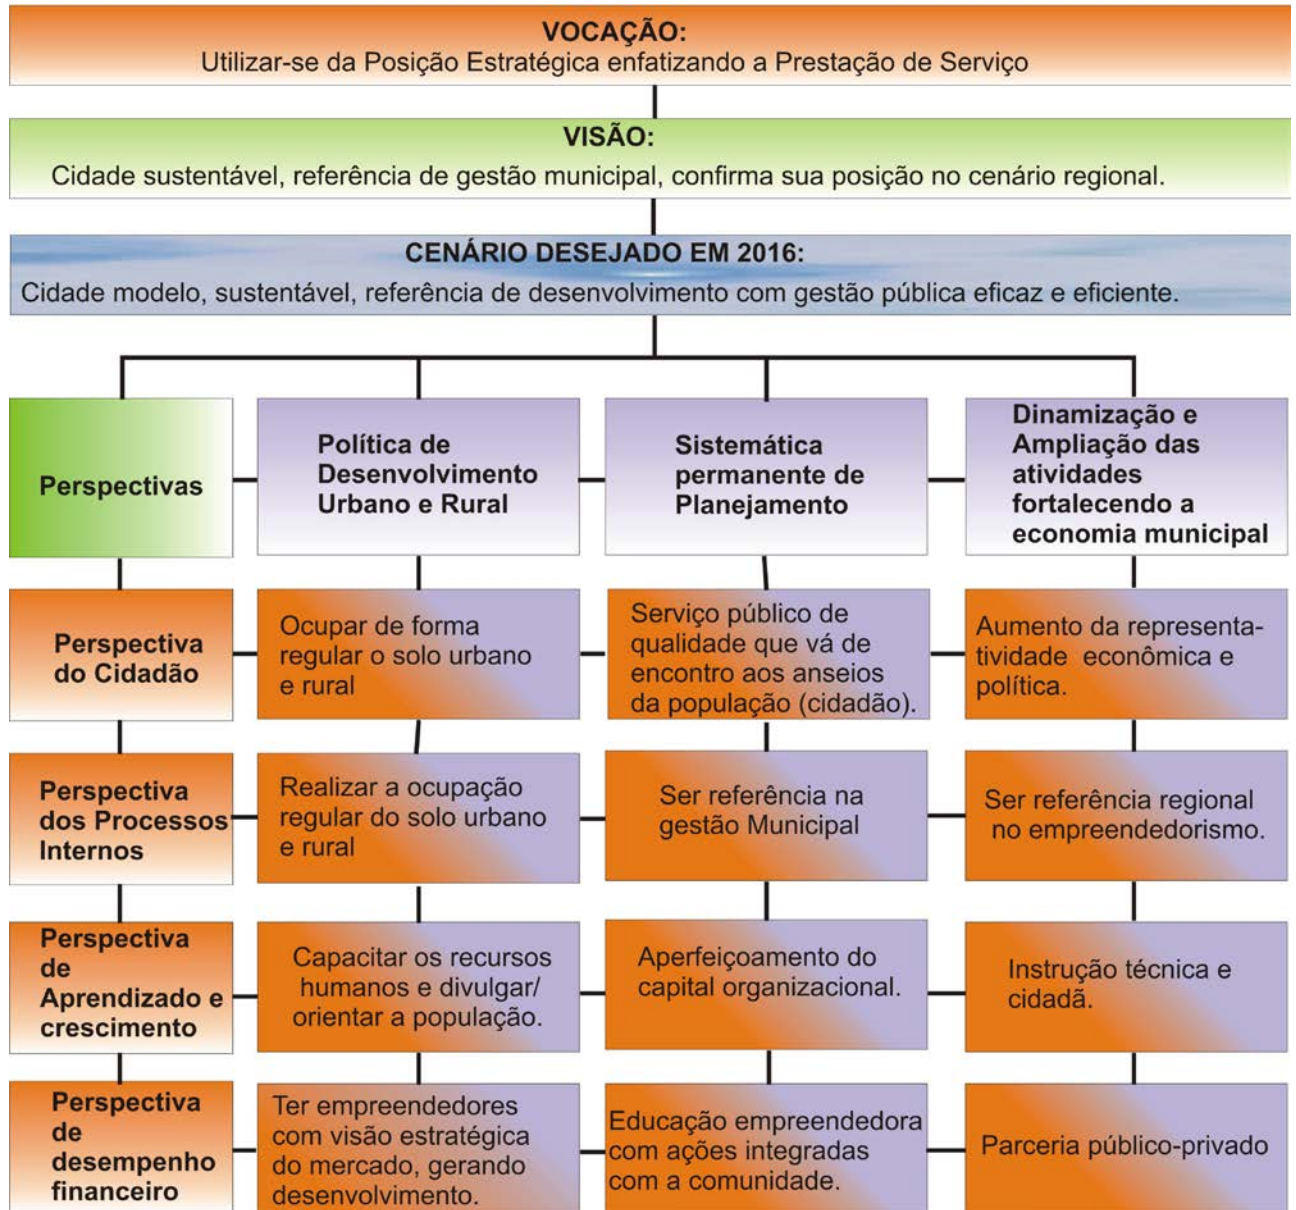 VOCAÇÃO:
Utilizar-se da Posição Estratégica enfatizando a Prestação de Serviço
VISÃO:
Cidade sustentável, referência de gestão municipal, confirma sua posição no cenário regional.
CENÁRIO DESEJADO EM 2016:
Cidade modelo, sustentável, referência de desenvolvimento com gestão pública eficaz e eficiente.
Perspectivas
Política de
Desenvolvimento
Urbano e Rural
Sistemática
permanente de
Planejamento
Dinamização e
Ampliação das
atividades
fortalecendo a
economia municipal
Perspectiva
do Cidadão
Ocupar de forma
regular o solo urbano
e rural
Serviço público de
qualidade que vá de
encontro aos anseios
da população (cidadão).
Aumento da representa-
tividade econômica e
política.
Perspectiva
dos Processos
Internos
Realizar a ocupação
regular do solo urbano
e rural
Ser referência na
gestão Municipal
Ser referência regional
no empreendedorismo.
Perspectiva
de
Aprendizado e
crescimento
Capacitar os recursos
humanos e divulgar/
orientar a população.
Aperfeiçoamento do
capital organizacional.
Instrução técnica e
cidadã.
Perspectiva
de
desempenho
financeiro
Ter empreendedores
com visão estratégica
do mercado, gerando
desenvolvimento.
Educação empreendedora
com ações integradas
com a comunidade.
Parceria público-privado